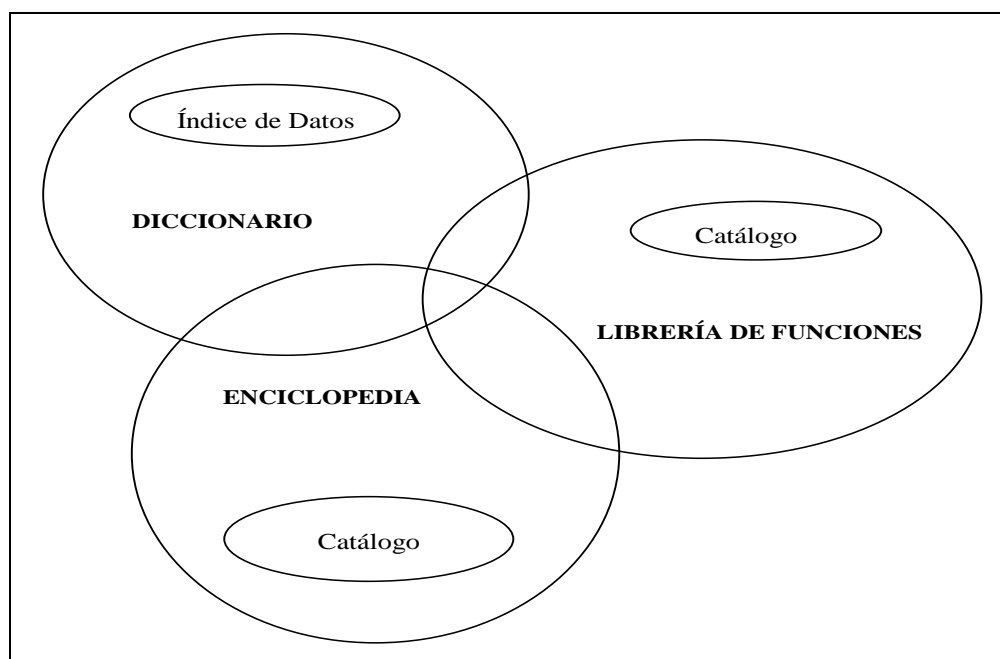 Índice de Datos
DICCIONARIO
Catálogo
LIBRERÍA DE FUNCIONES
ENCICLOPEDIA
Catálogo